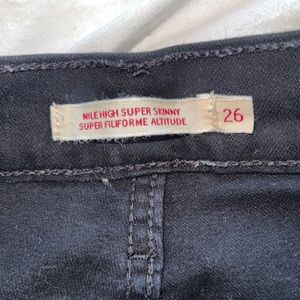 MILE HIGH SUPER SKINNY
SUPER FILIFORME ALTITUDE
26